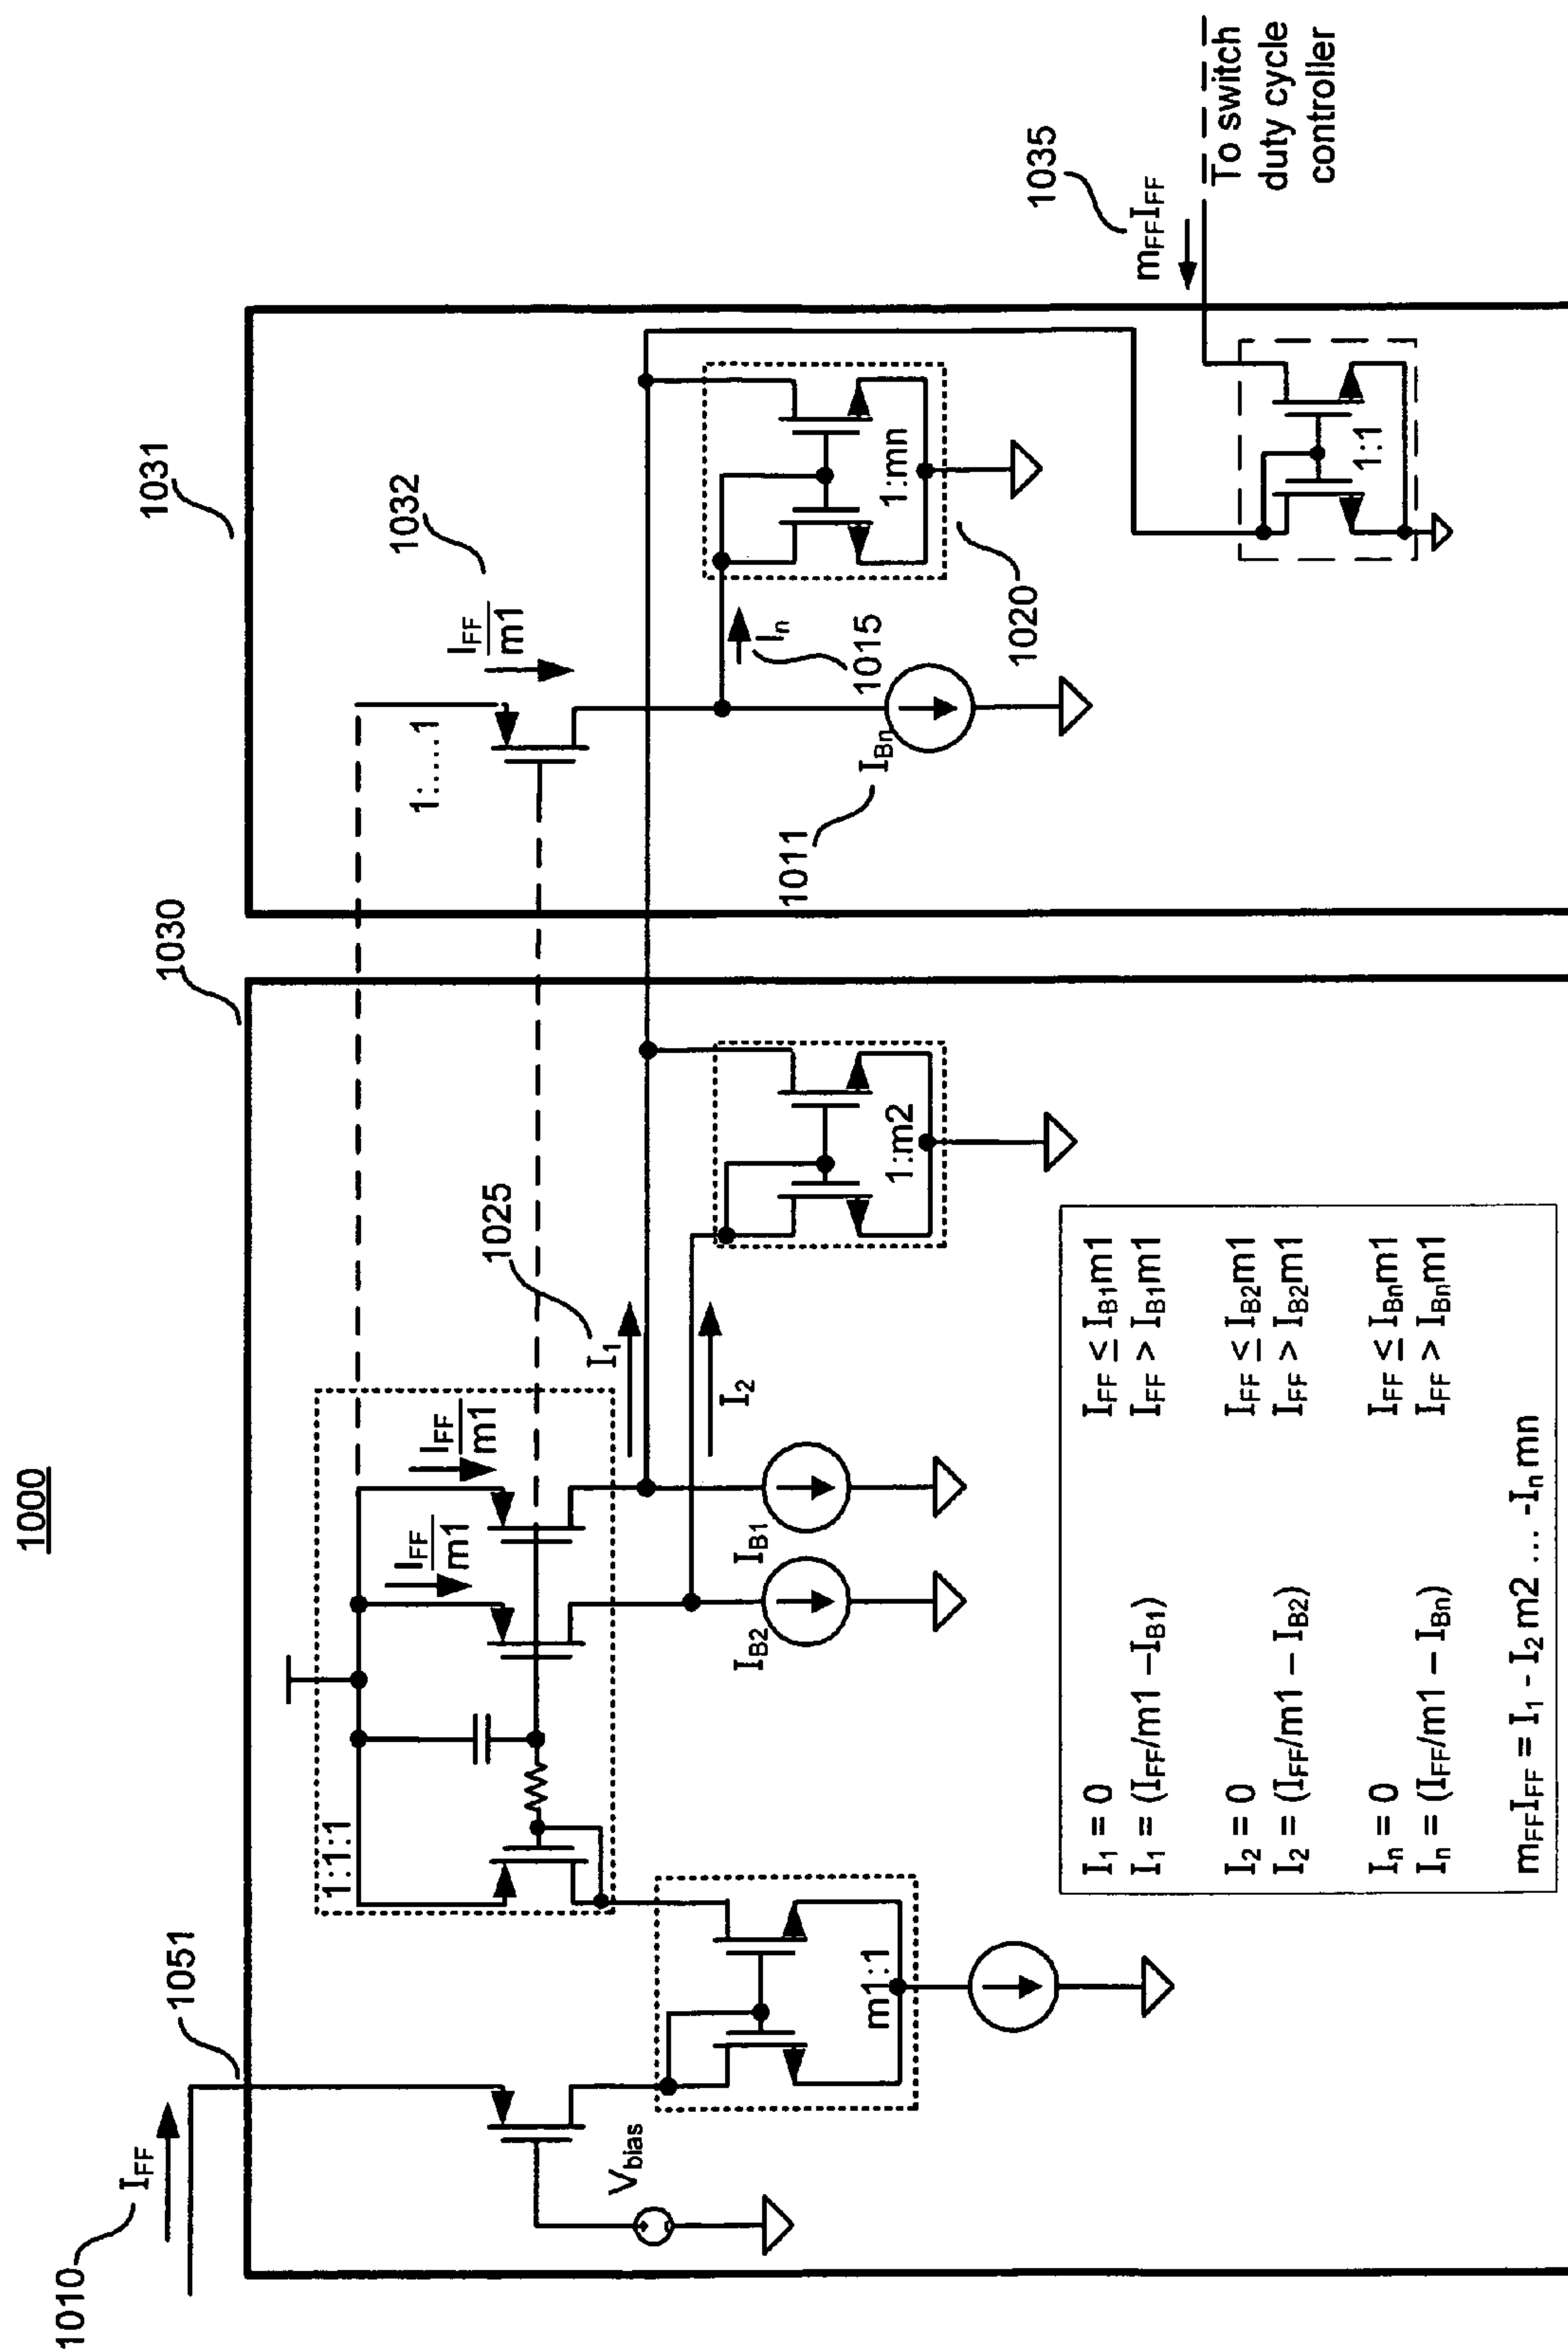 1000
1010
I_FF
1051
1030
1031
1:1:1
I_FF/m1
I_FF/m1
1025
I_1
I_2
1:.....1
I_FF/m1
1032
V_bias
m1:1
I_B2
I_B1
1:m2
1011
I_Bn
I_n
1015
1:mn
1020
1:1
m_FF I_FF
1035
To switch
duty cycle
controller
I_1 = 0 I_FF ≤ I_B1 m1
I_1 = (I_FF/m1 –I_B1) I_FF > I_B1 m1
I_2 = 0 I_FF ≤ I_B2 m1
I_2 = (I_FF/m1 – I_B2) I_FF > I_B2 m1
I_n = 0 I_FF ≤ I_Bn m1
I_n = (I_FF/m1 – I_Bn) I_FF > I_Bn m1
m_FF I_FF = I_1 - I_2 m2 ... -I_n mn